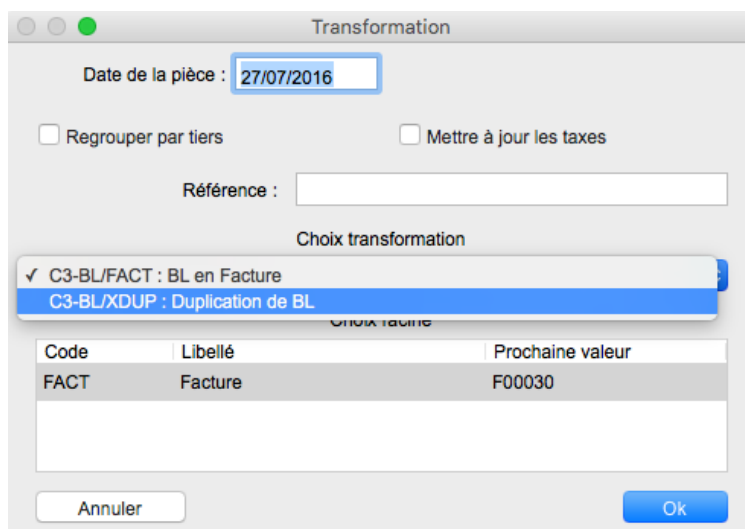 Transformation
Date de la pièce : 27/07/2016
Regrouper par tiers Mettre à jour les taxes
Référence :
Choix transformation
✓ C3-BL/FACT : BL en Facture
C3-BL/XDUP : Duplication de BL
Choix racine
Code Libellé Prochaine valeur
FACT Facture F00030
Annuler Ok